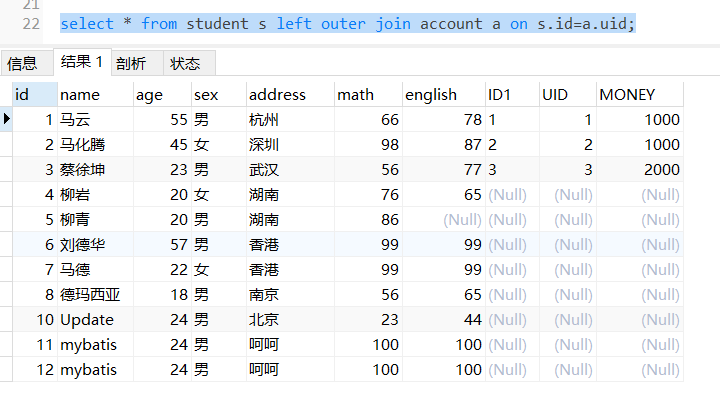 21
22 select * from student s left outer join account a on s.id=a.uid;
信息 结果 1 剖析 状态
id name age sex address math english ID1 UID MONEY
1 马云 55 男 杭州 66 78 1 1 1000
2 马化腾 45 女 深圳 98 87 2 2 1000
3 蔡徐坤 23 男 武汉 56 77 3 3 2000
4 柳岩 20 女 湖南 76 65 (Null) (Null) (Null)
5 柳青 20 男 湖南 86 (Null) (Null) (Null) (Null)
6 刘德华 57 男 香港 99 99 (Null) (Null) (Null)
7 马德 22 女 香港 99 99 (Null) (Null) (Null)
8 德玛西亚 18 男 南京 56 65 (Null) (Null) (Null)
10 Update 24 男 北京 23 44 (Null) (Null) (Null)
11 mybatis 24 男 呵呵 100 100 (Null) (Null) (Null)
12 mybatis 24 男 呵呵 100 100 (Null) (Null) (Null)